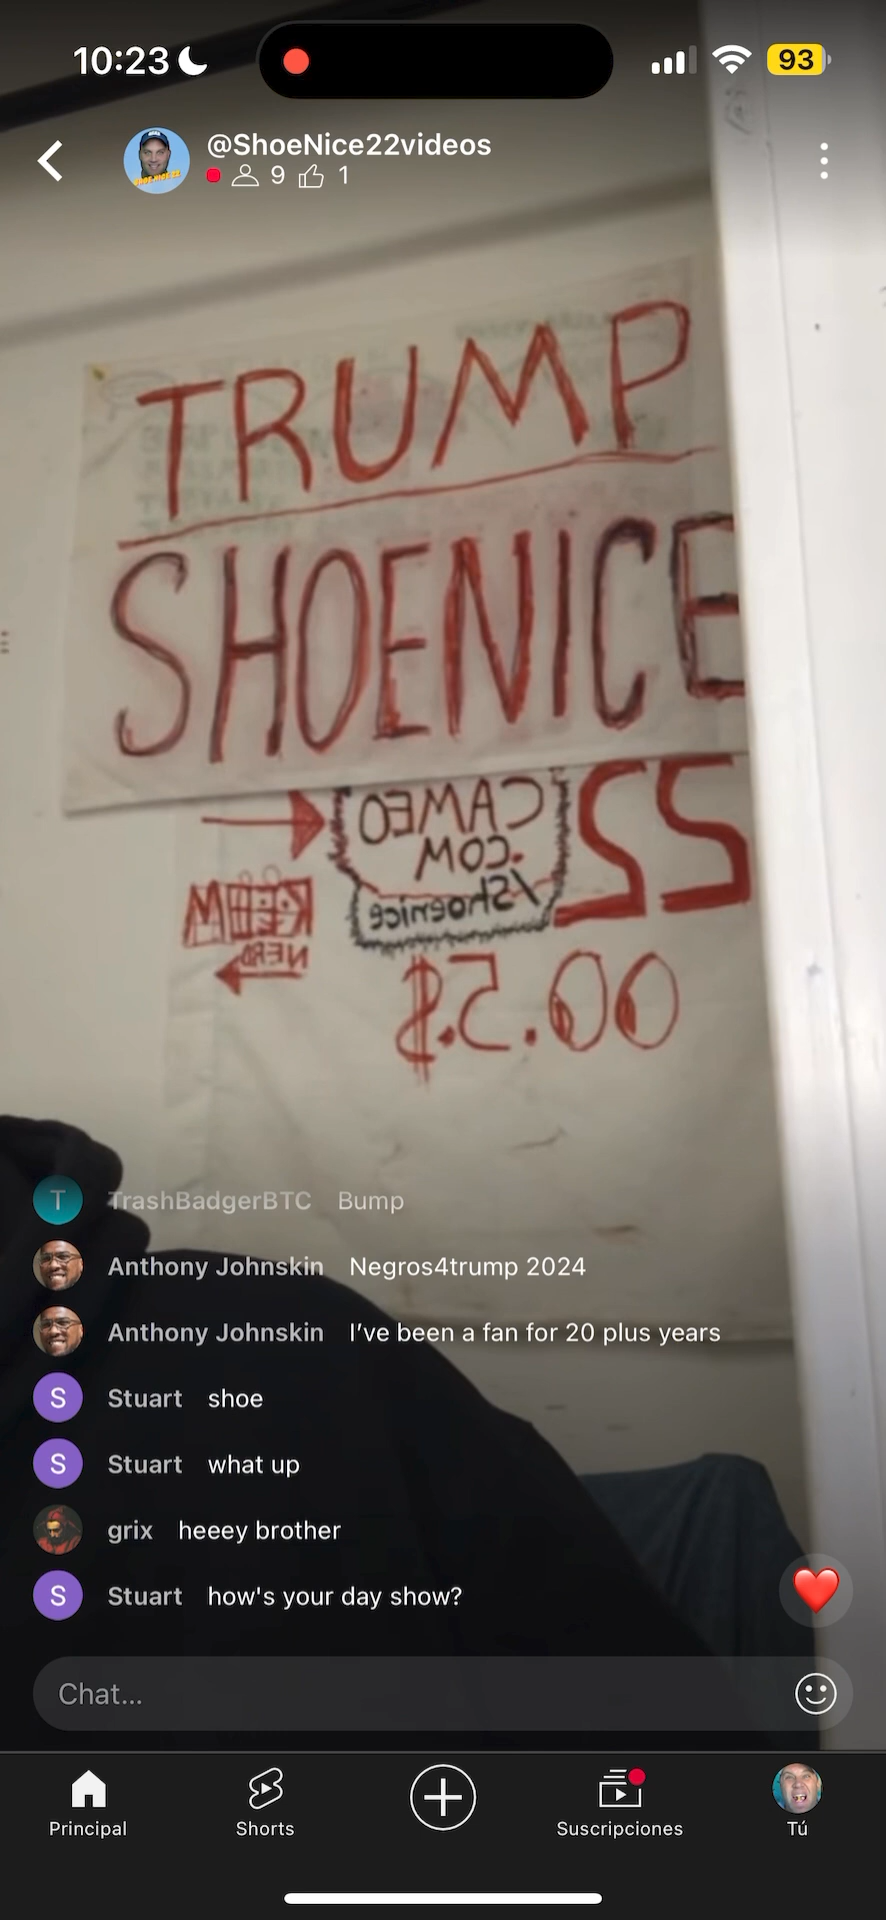 10:23
93
@ShoeNice22videos
9 1
TRUMP
SHOENICE
22
CAMEO
.COM
/Shoenice
NERD
$5.00
TrashBadgerBTC Bump
Anthony Johnskin Negros4trump 2024
Anthony Johnskin I’ve been a fan for 20 plus years
Stuart shoe
Stuart what up
grix heeey brother
Stuart how's your day show?
Chat...
Principal
Shorts
Suscripciones
Tú